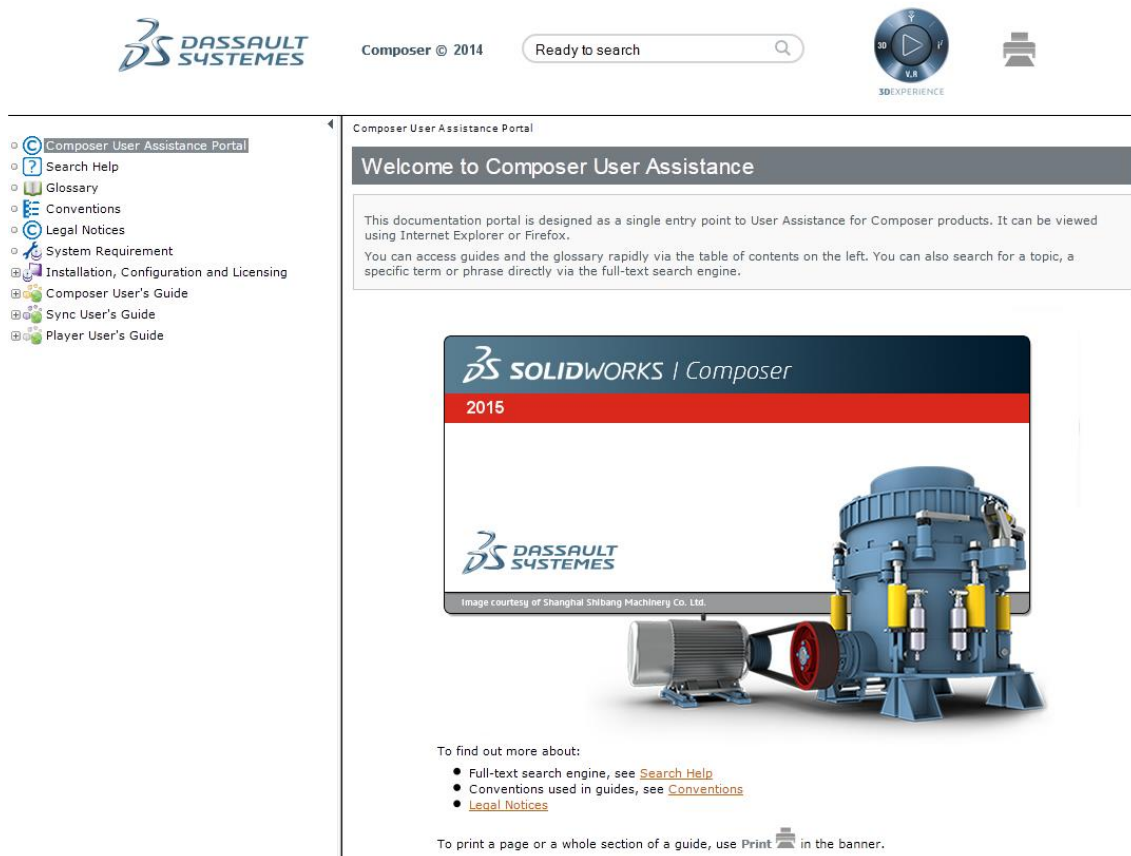 DASSAULT
SYSTEMES
Composer © 2014
Ready to search
3D
V.R
3DEXPERIENCE
Composer User Assistance Portal
Search Help
Glossary
Conventions
Legal Notices
System Requirement
Installation, Configuration and Licensing
Composer User's Guide
Sync User's Guide
Player User's Guide
Composer User Assistance Portal
Welcome to Composer User Assistance
This documentation portal is designed as a single entry point to User Assistance for Composer products. It can be viewed
using Internet Explorer or Firefox.
You can access guides and the glossary rapidly via the table of contents on the left. You can also search for a topic, a
specific term or phrase directly via the full-text search engine.
SOLIDWORKS | Composer
2015
DASSAULT
SYSTEMES
Image courtesy of Shanghai Shibang Machinery Co. Ltd.
To find out more about:
Full-text search engine, see Search Help
Conventions used in guides, see Conventions
Legal Notices
To print a page or a whole section of a guide, use Print in the banner.